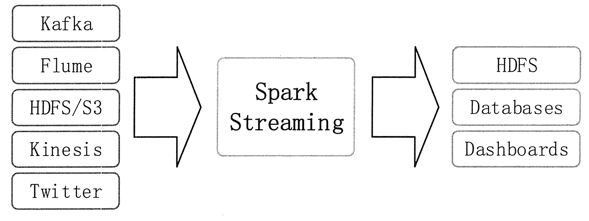 Kafka
Flume
HDFS/S3
Kinesis
Twitter
Spark
Streaming
HDFS
Databases
Dashboards